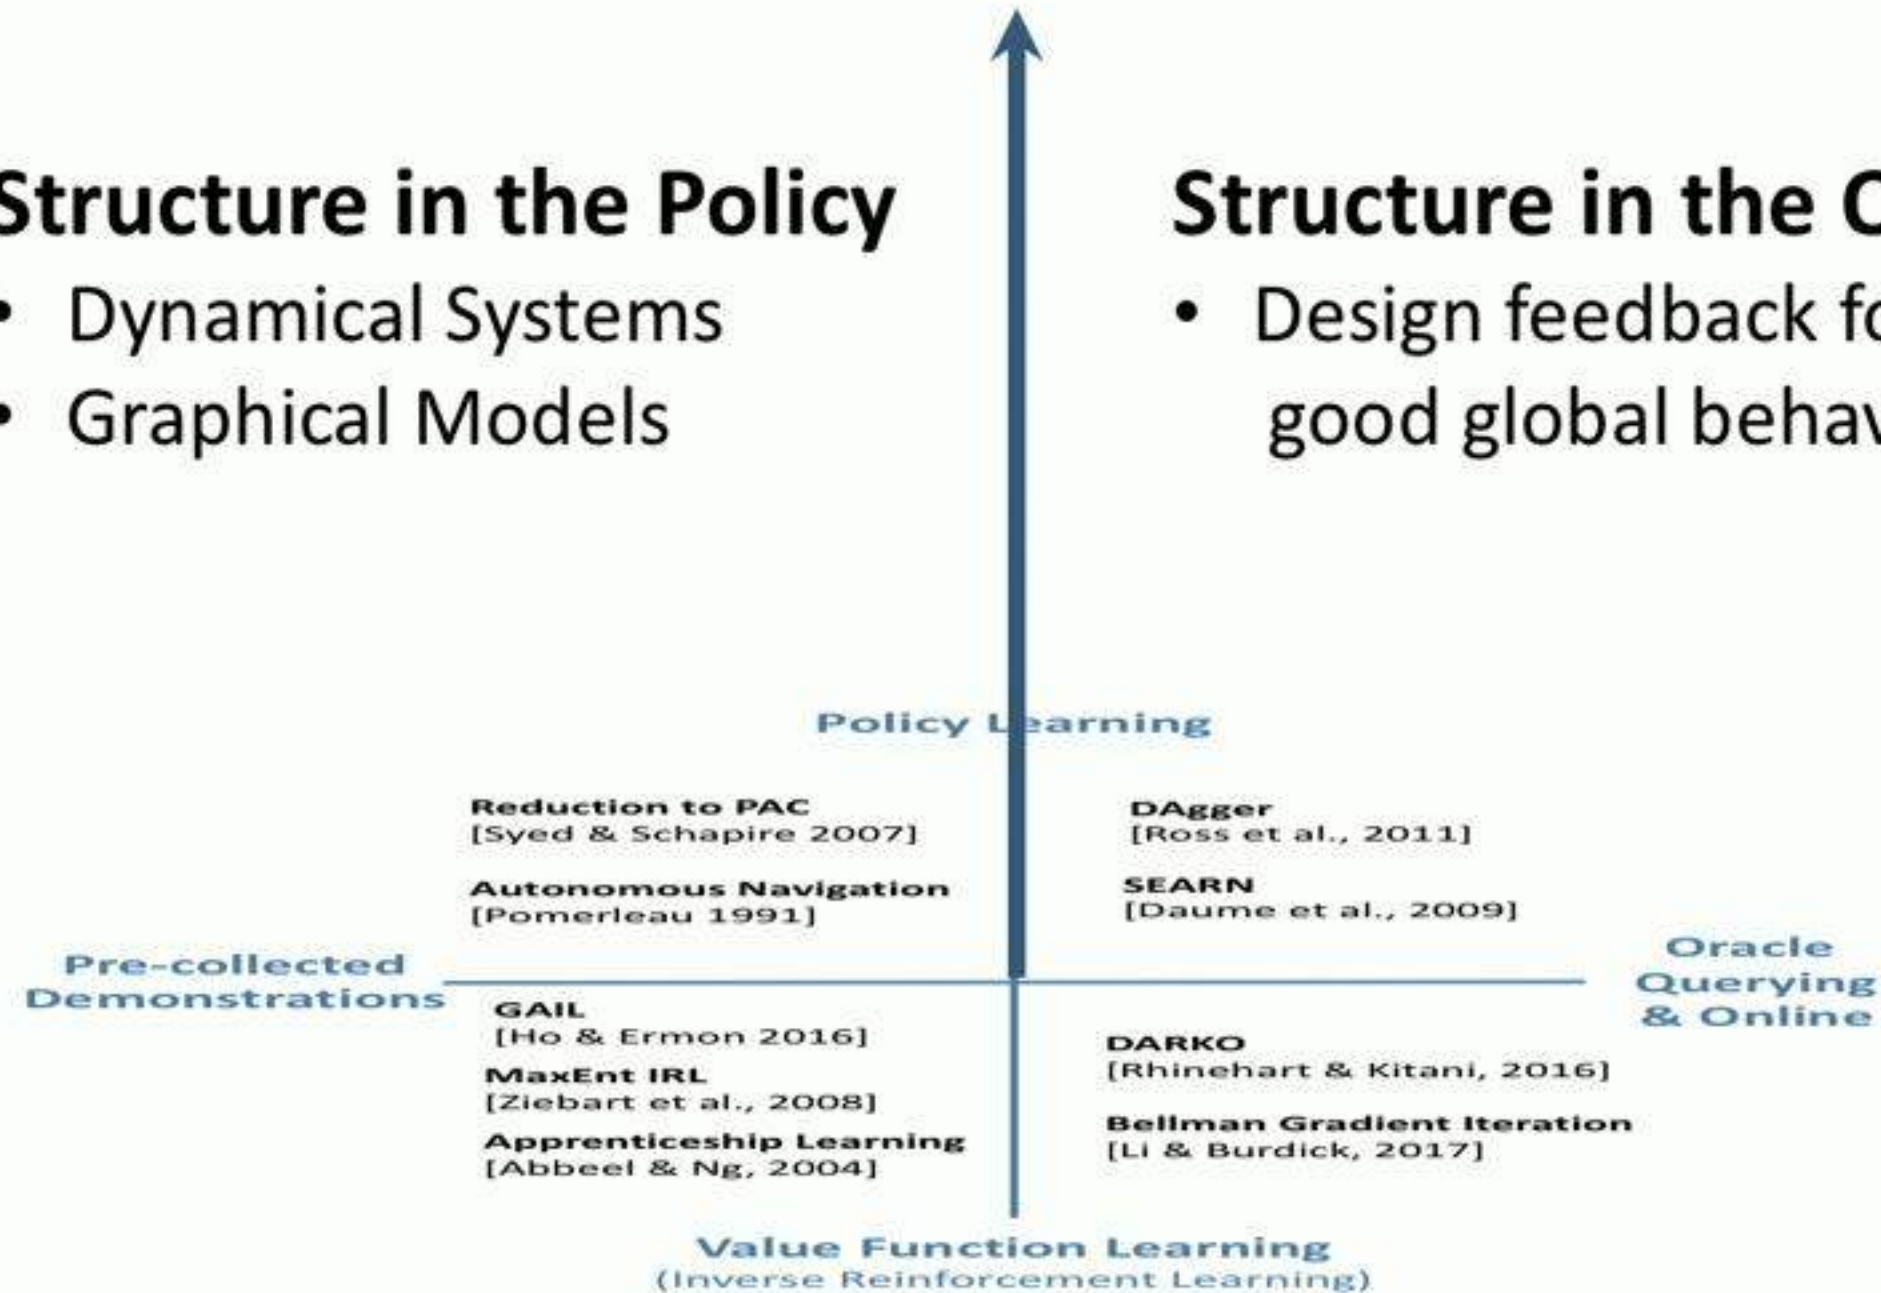 Structure in the Policy
• Dynamical Systems
• Graphical Models
Structure in the
• Design feedback
good global
Policy Learning
Reduction to PAC
[Syed & Schapire 2007]
Autonomous Navigation
[Pomerleau 1991]
DAgger
[Ross et al., 2011]
SEARN
[Daume et al., 2009]
Pre-collected
Demonstrations
Oracle
Querying
& Online
GAIL
[Ho & Ermon 2016]
MaxEnt IRL
[Ziebart et al., 2008]
Apprenticeship Learning
[Abbeel & Ng, 2004]
DARKO
[Rhinehart & Kitani, 2016]
Bellman Gradient Iteration
[Li & Burdick, 2017]
Value Function Learning
(Inverse Reinforcement Learning)